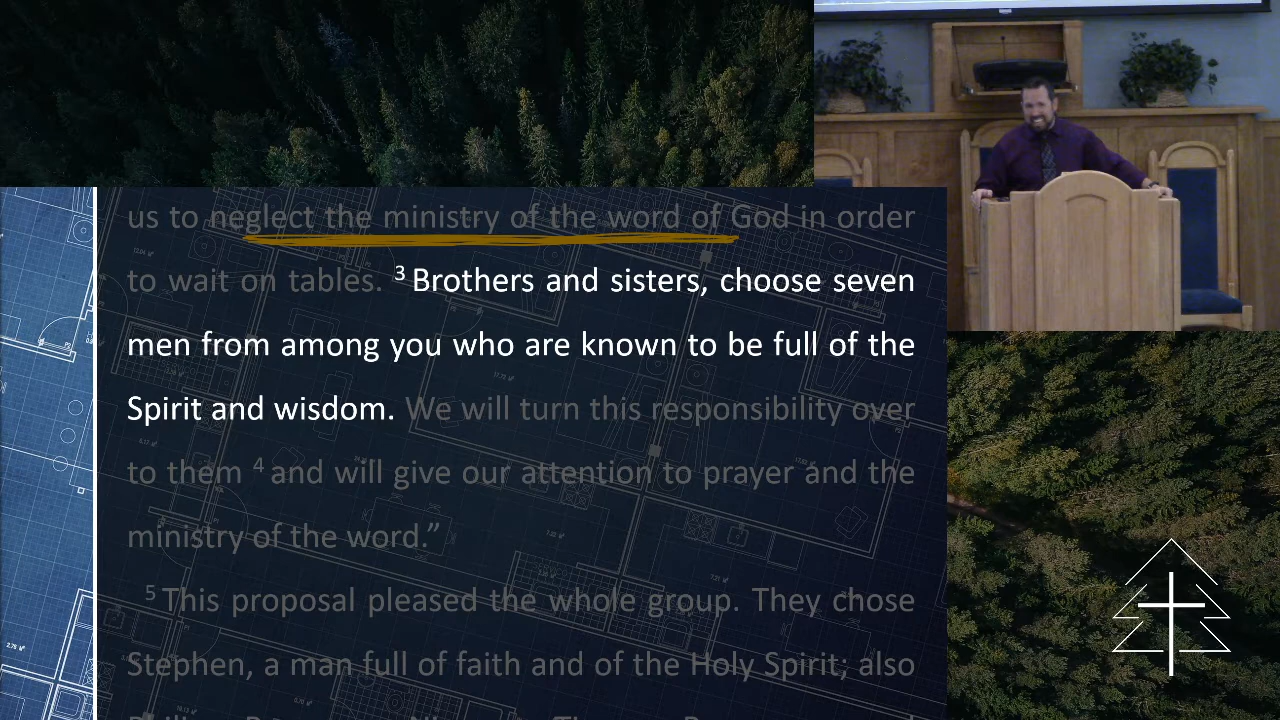 us to neglect the ministry of the word of God in order
to wait on tables. 3 Brothers and sisters, choose seven
men from among you who are known to be full of the
Spirit and wisdom. We will turn this responsibility over
to them 4 and will give our attention to prayer and the
ministry of the word.”
5 This proposal pleased the whole group. They chose
Stephen, a man full of faith and of the Holy Spirit; also